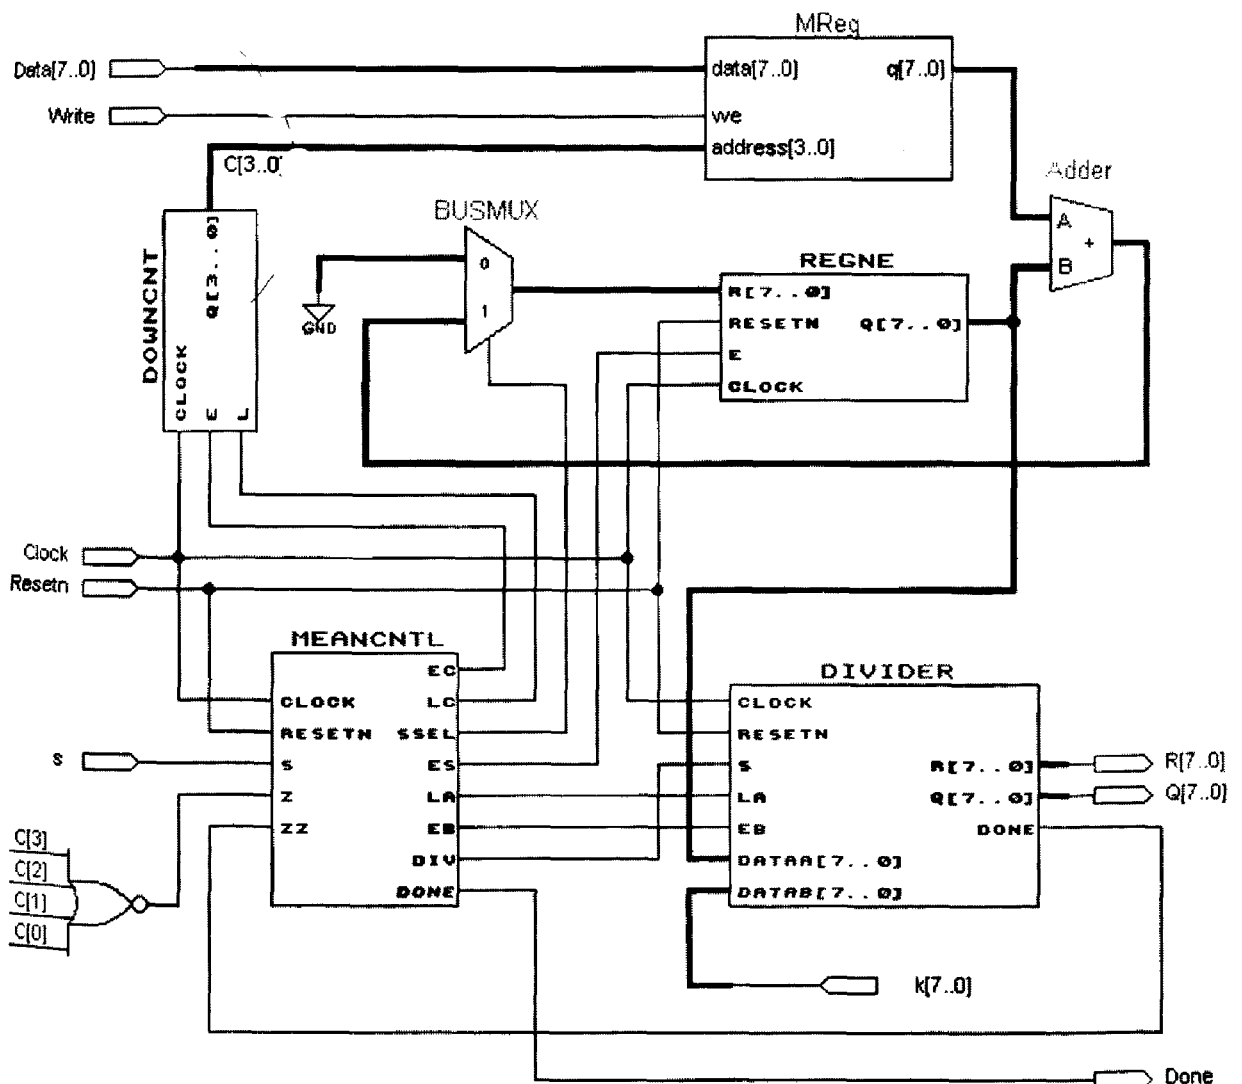 MReg
Data[7..0]
data[7..0]
q[7..0]
Write
we
C[3..0]
address[3..0]
Adder
BUSMUX
A
+
B
DOWNCNT
Q[3..0]
CLOCK
E
L
0
1
GND
REGNE
R[7..0]
RESETN
Q[7..0]
E
CLOCK
Clock
Resetn
MEANCNTL
EC
CLOCK
LC
RESETN
SSEL
s
S
ES
Z
LA
ZZ
EB
DIV
DONE
C[3]
C[2]
C[1]
C[0]
DIVIDER
CLOCK
RESETN
S
R[7..0]
R[7..0]
LA
Q[7..0]
Q[7..0]
EB
DONE
DATAA[7..0]
DATAB[7..0]
k[7..0]
Done